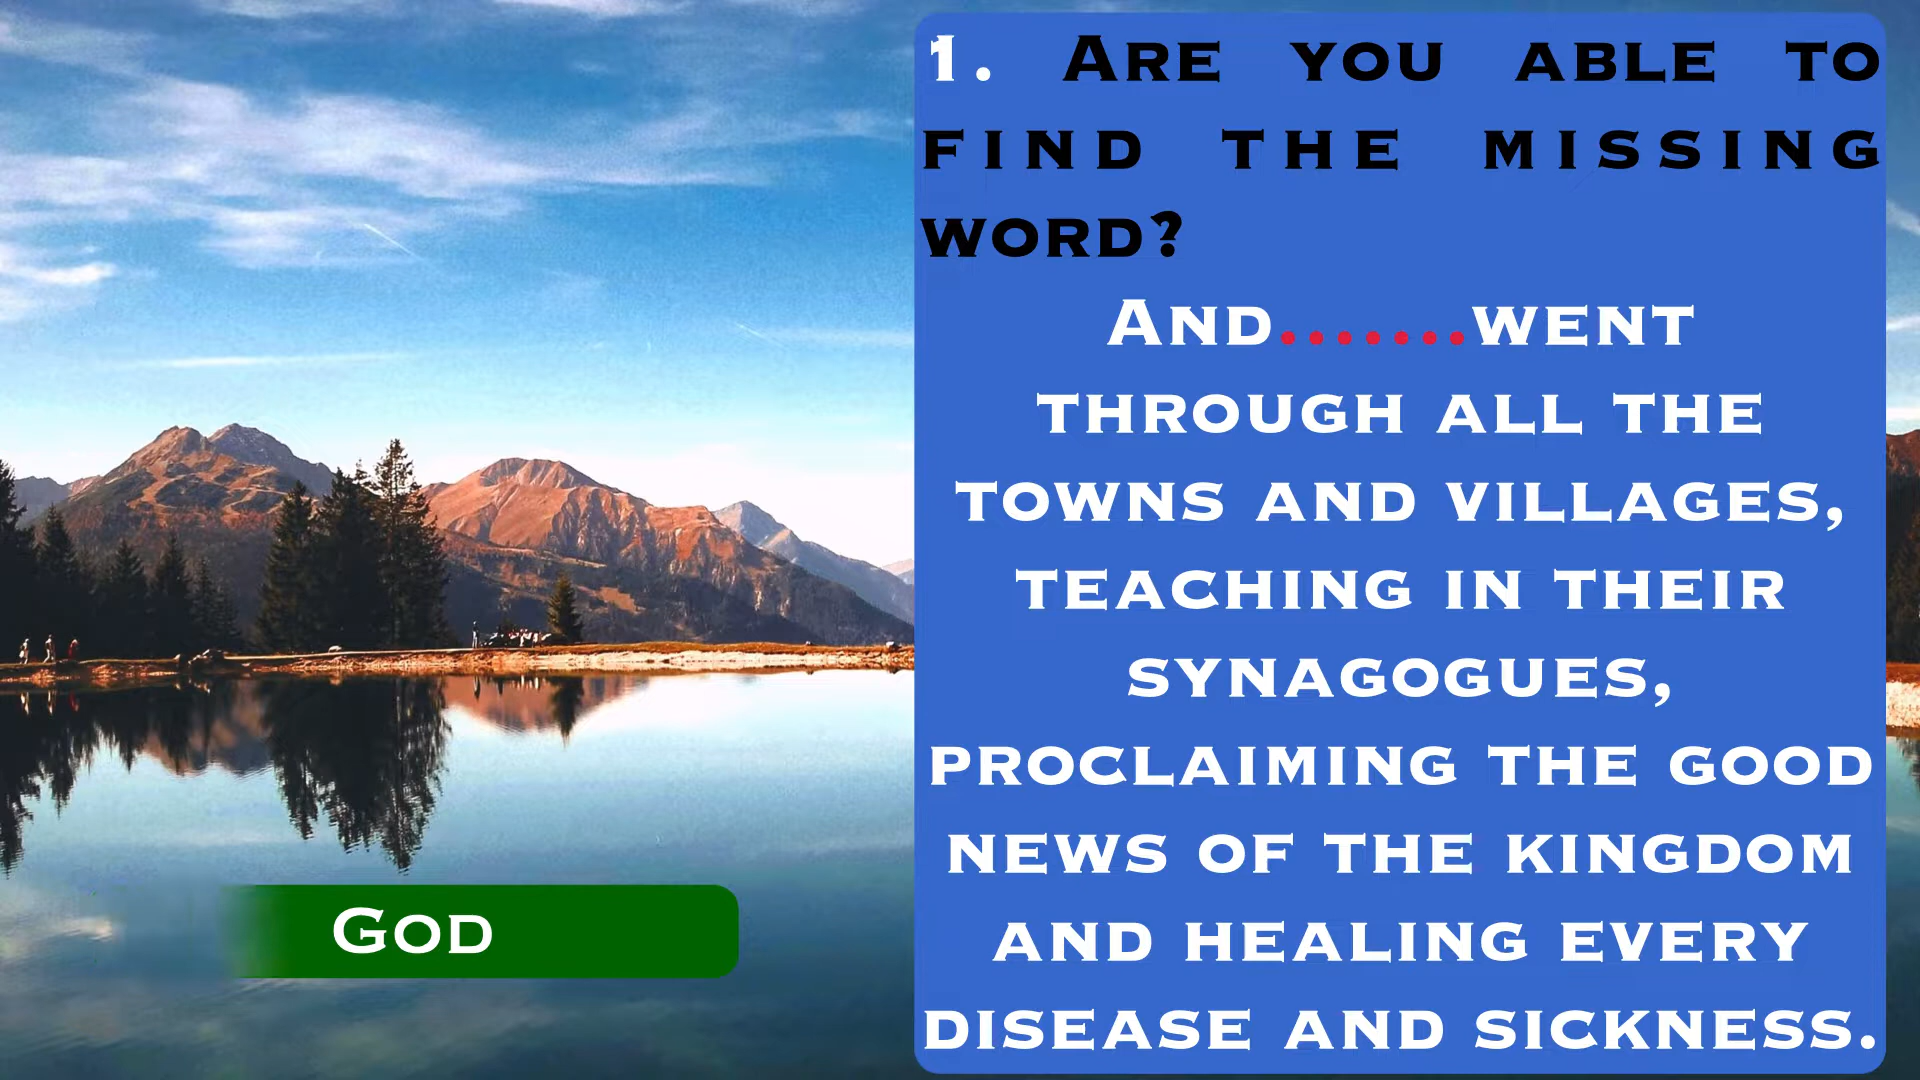 1. Are you able to
find the missing
word?
And.......went
through all the
towns and villages,
teaching in their
synagogues,
proclaiming the good
news of the kingdom
and healing every
disease and sickness.
God